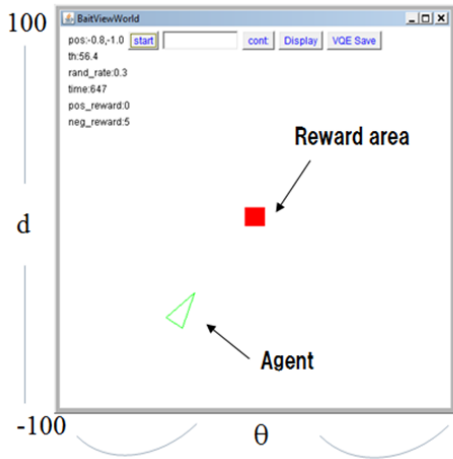 100
BaitViewWorld
pos:-0.8,-1.0 start cont: Display VQE Save
th:56.4
rand_rate:0.3
time:647
pos_reward:0
neg_reward:5
Reward area
d
Agent
-100
θ